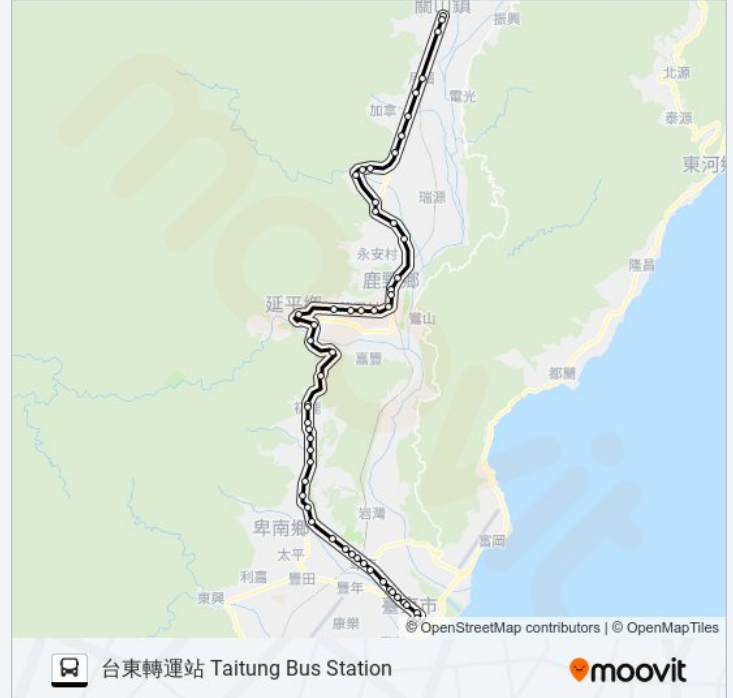 關山鎮
振興
月眉
北源
電光
加拿
泰源
東河鄉
瑞源
永安村
隆昌
鹿野鄉
延平鄉
鸞山
嘉豐
都蘭
岩灣
卑南鄉
富岡
太平
利嘉
豐田
豐年
東興
臺東市
康樂
© OpenStreetMap contributors | © OpenMapTiles
台東轉運站 Taitung Bus Station
moovit